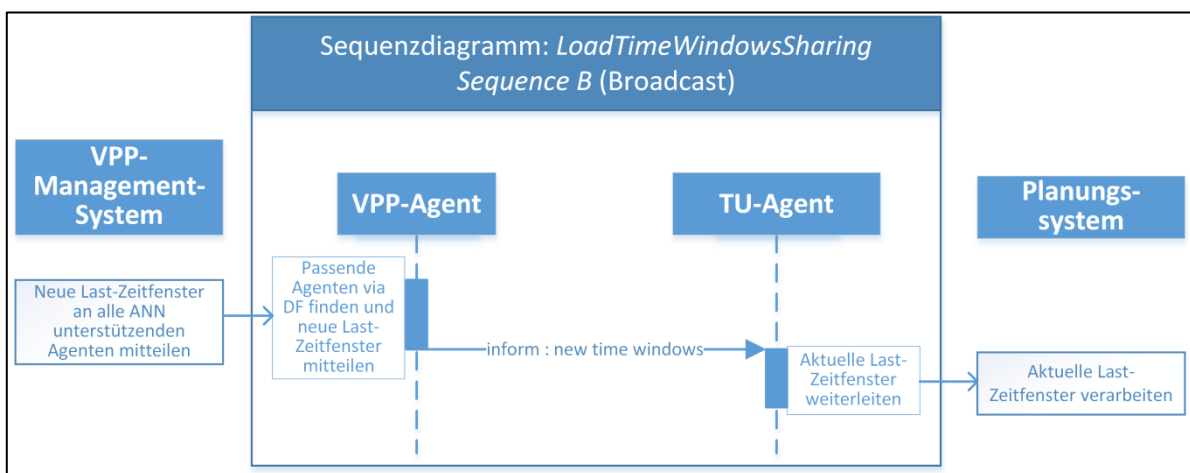 Sequenzdiagramm: LoadTimeWindowsSharing
Sequence B (Broadcast)
VPP-
Management-
System
VPP-Agent
TU-Agent
Planungs-
system
Neue Last-Zeitfenster
an alle ANN
unterstützenden
Agenten mitteilen
Passende
Agenten via
DF finden und
neue Last-
Zeitfenster
mitteilen
inform : new time windows
Aktuelle Last-
Zeitfenster
weiterleiten
Aktuelle Last-
Zeitfenster verarbeiten